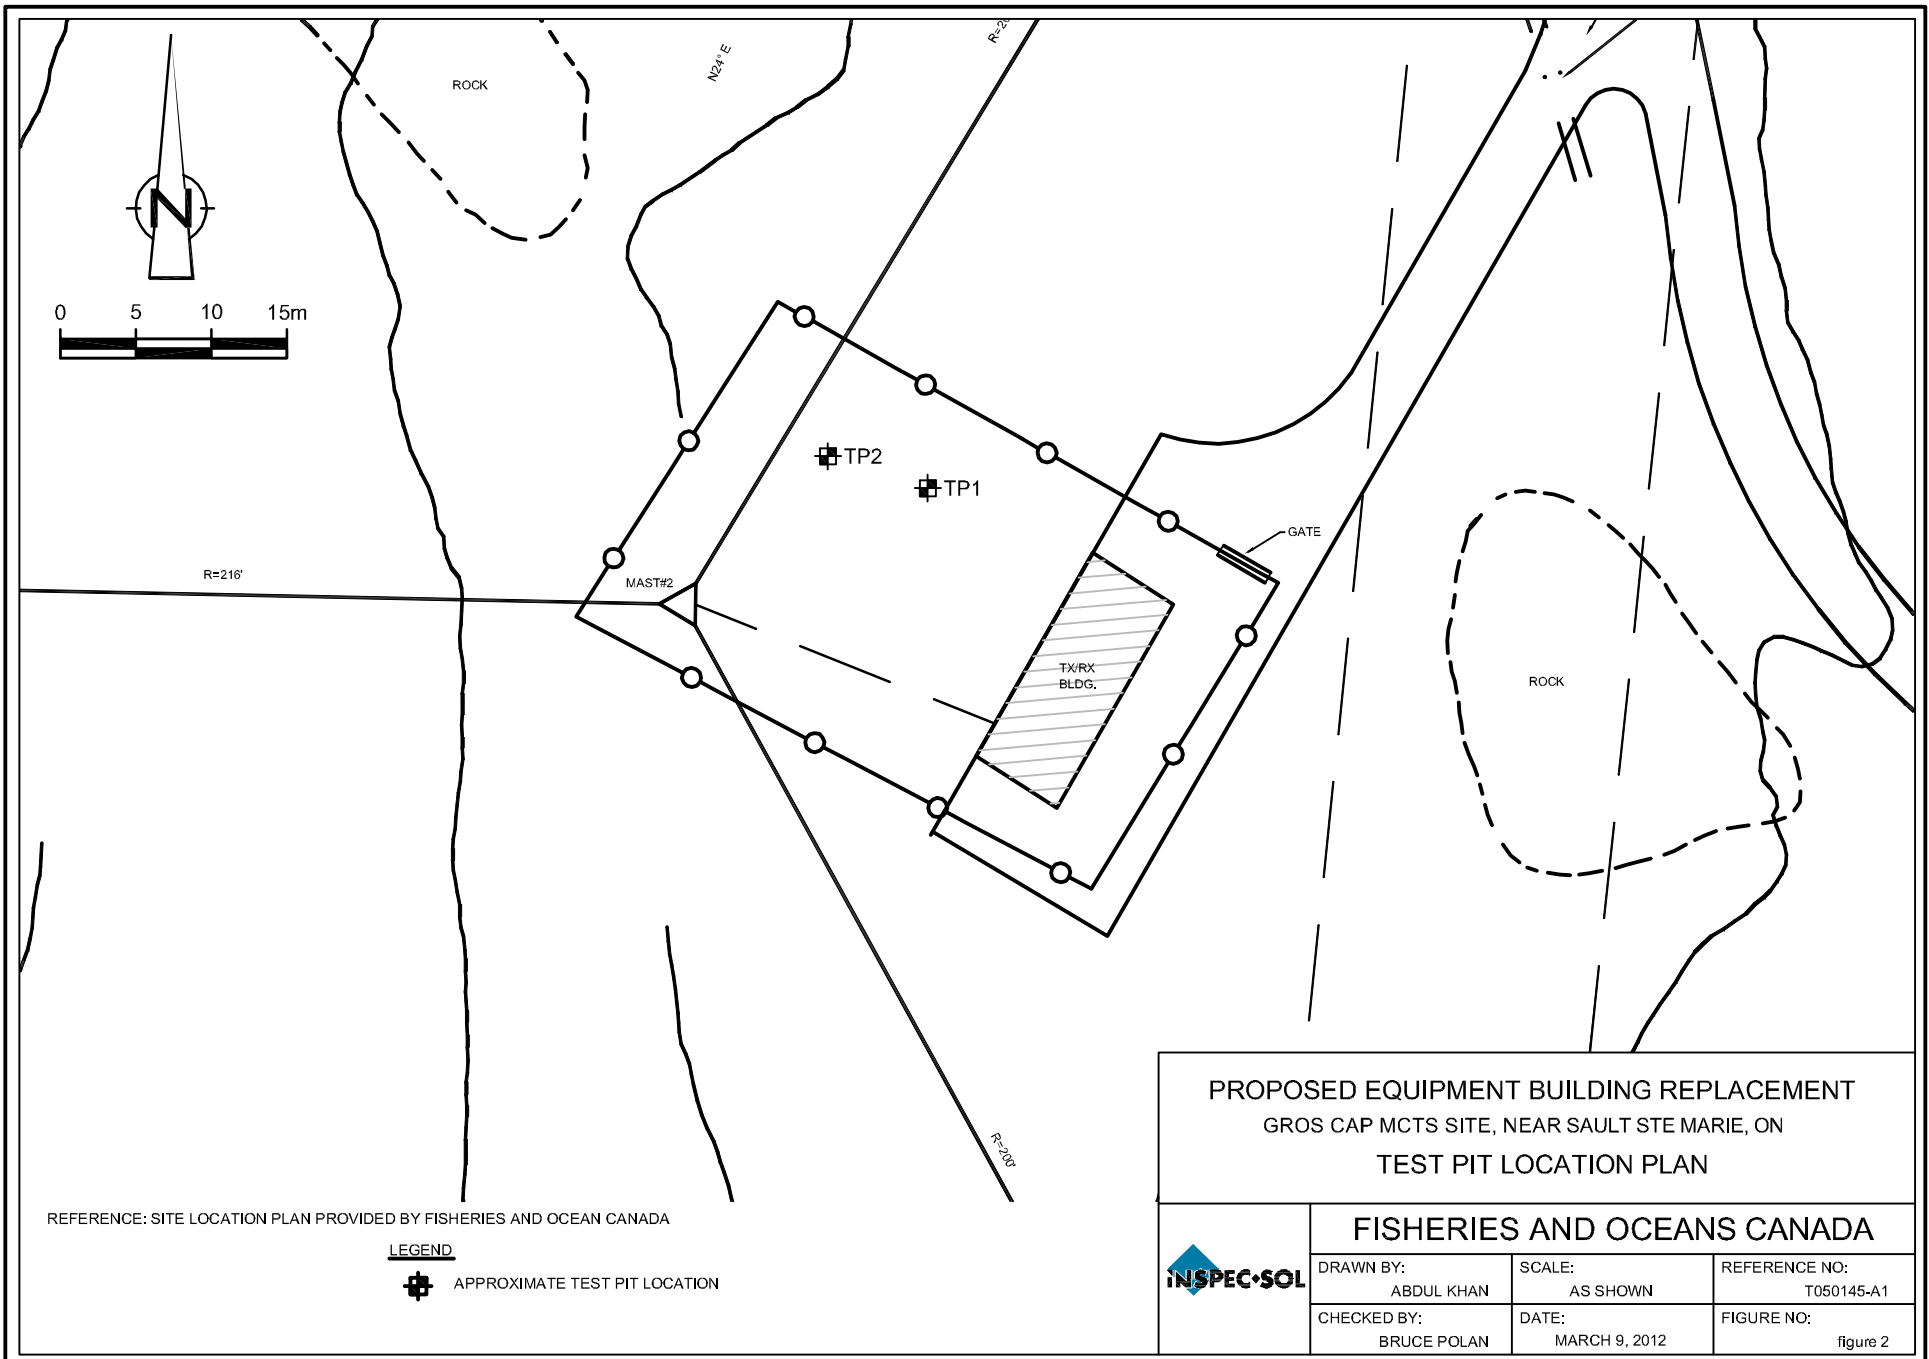 R=20
N24° E
ROCK
N
0 5 10 15m
TP2
TP1
GATE
R=216'
MAST#2
TX/RX
BLDG.
ROCK
R=200'
PROPOSED EQUIPMENT BUILDING REPLACEMENT
GROS CAP MCTS SITE, NEAR SAULT STE MARIE, ON
TEST PIT LOCATION PLAN
REFERENCE: SITE LOCATION PLAN PROVIDED BY FISHERIES AND OCEAN CANADA
LEGEND
APPROXIMATE TEST PIT LOCATION
INSPEC•SOL
FISHERIES AND OCEANS CANADA
DRAWN BY:
ABDUL KHAN
SCALE:
AS SHOWN
REFERENCE NO:
T050145-A1
CHECKED BY:
BRUCE POLAN
DATE:
MARCH 9, 2012
FIGURE NO:
figure 2